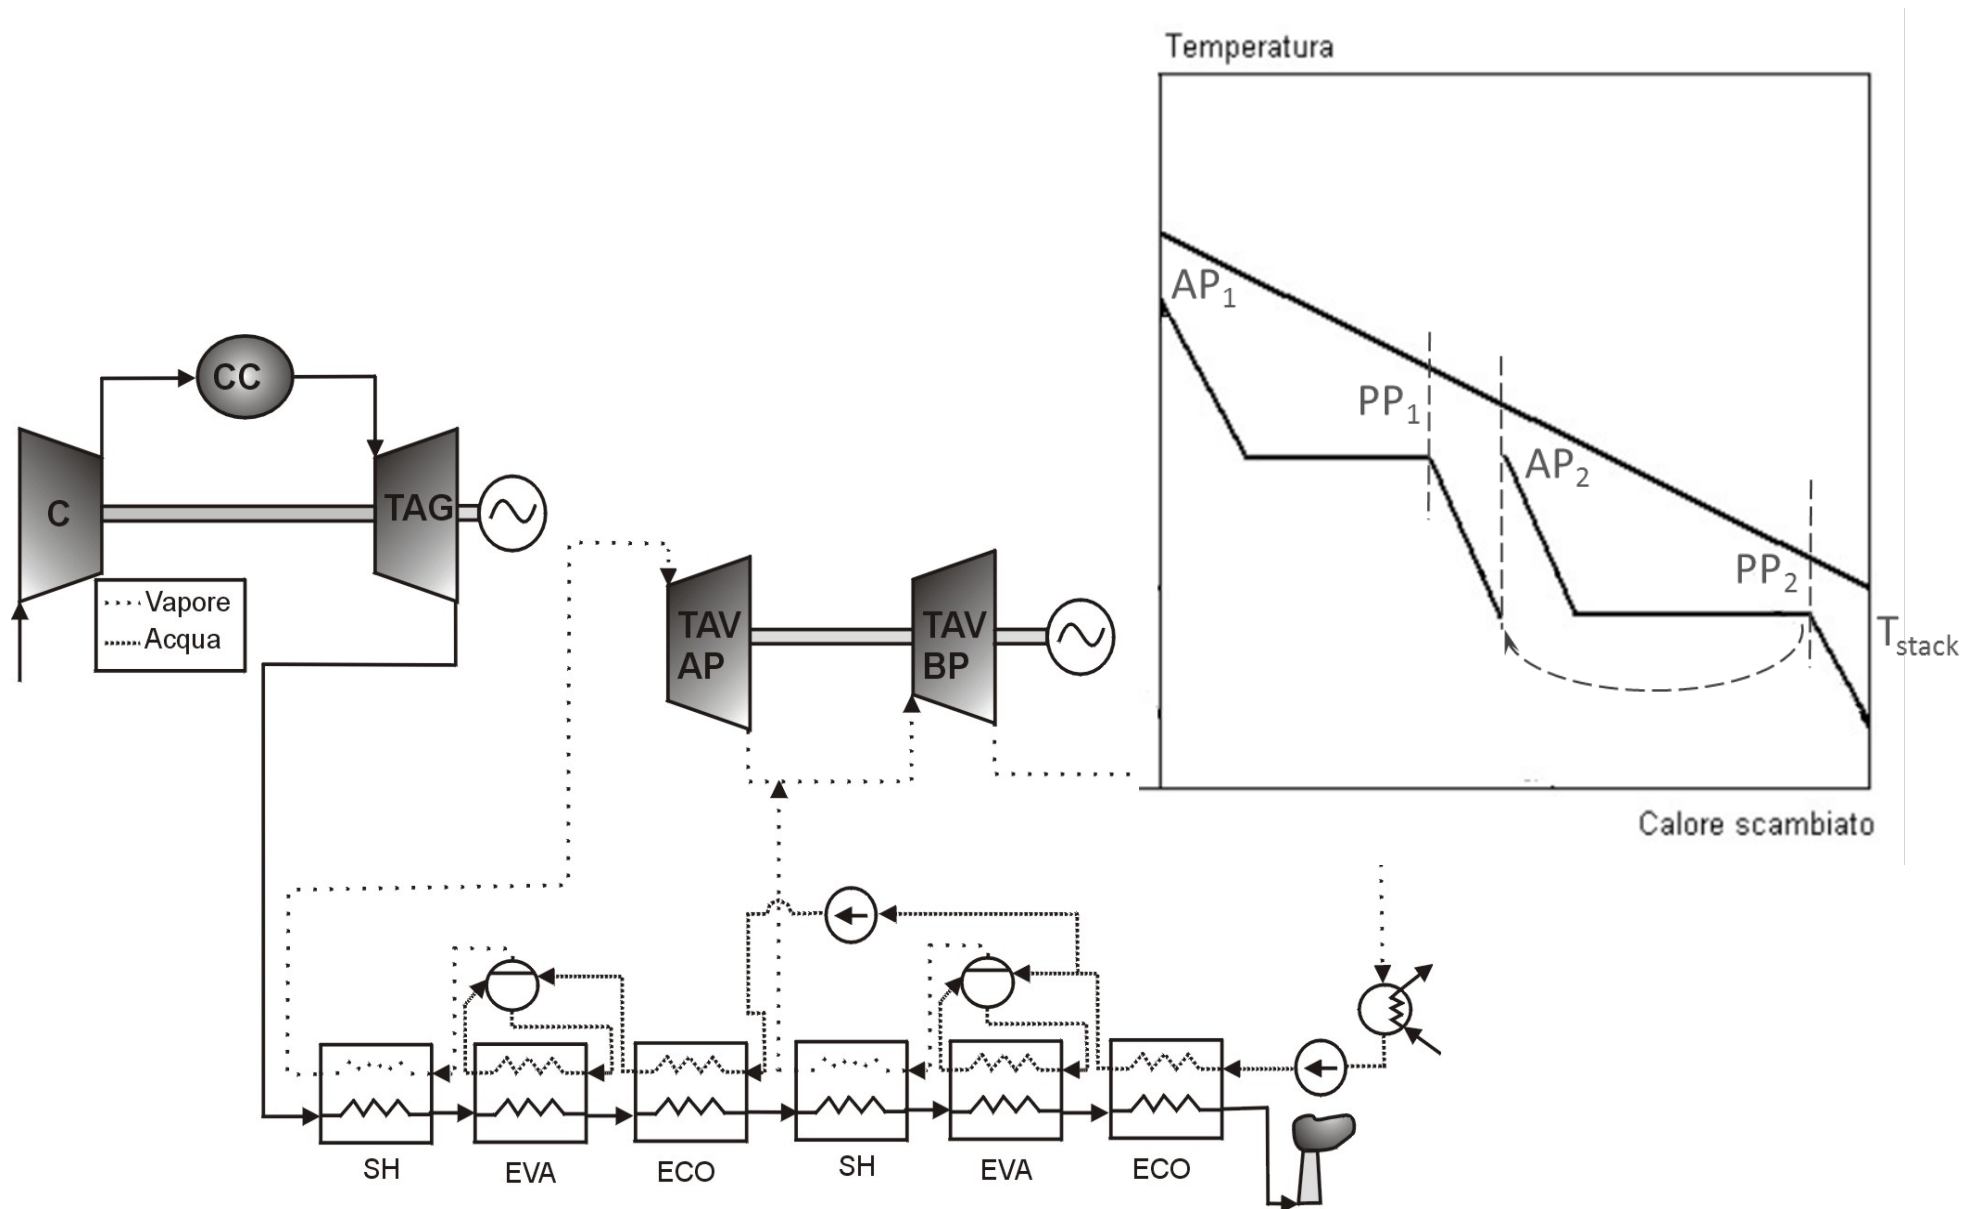 Temperatura
AP1
PP1
AP2
PP2
Tstack
Calore scambiato
CC
C
TAG
Vapore
Acqua
TAV
AP
TAV
BP
SH
EVA
ECO
SH
EVA
ECO